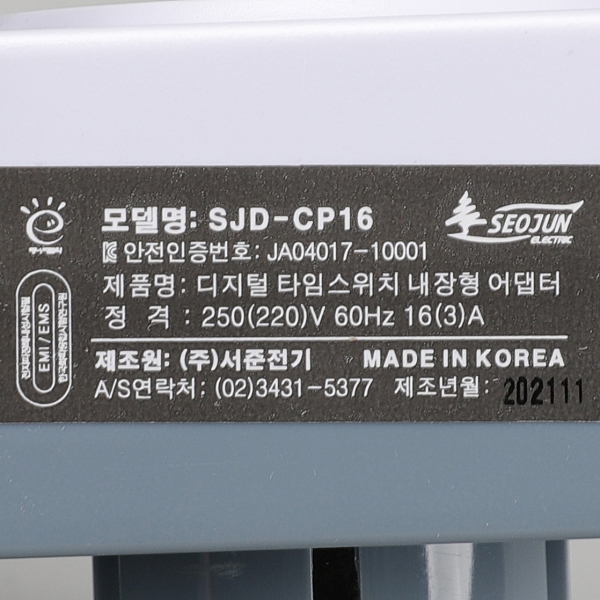 모델명: SJD-CP16
안전인증번호: JA04017-10001
제품명: 디지털 타임스위치 내장형 어댑터
정 격 : 250(220)V 60Hz 16(3)A
제조원: (주)서준전기 MADE IN KOREA
A/S연락처: (02)3431-5377 제조년월: 202111
SEOJUN
ELECTRIC
EMI/EMS